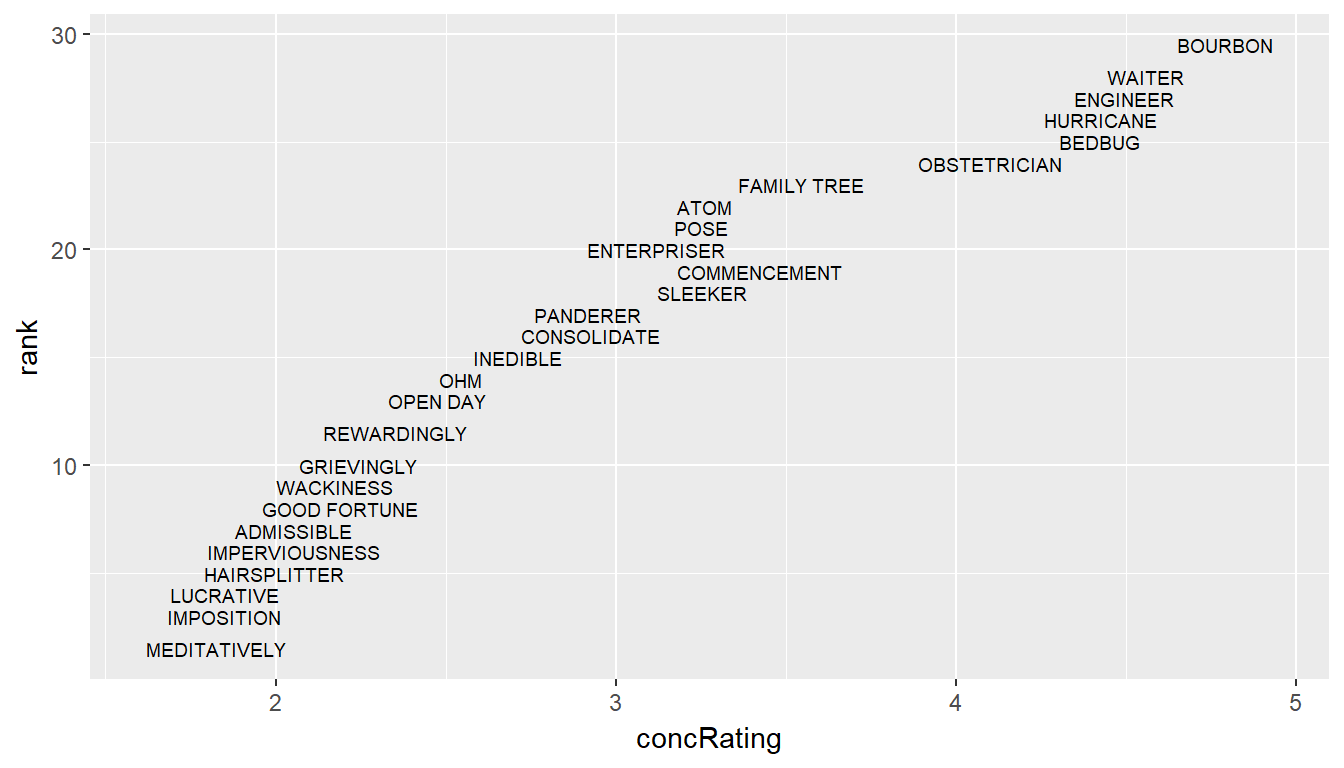 30
BOURBON
WAITER
ENGINEER
HURRICANE
BEDBUG
OBSTETRICIAN
FAMILY TREE
ATOM
POSE
20
ENTERPRISER
COMMENCEMENT
SLEEKER
PANDERER
CONSOLIDATE
INEDIBLE
OHM
OPEN DAY
REWARDINGLY
10
GRIEVINGLY
WACKINESS
GOOD FORTUNE
ADMISSIBLE
IMPERVIOUSNESS
HAIRSPLITTER
LUCRATIVE
IMPOSITION
MEDITATIVELY
rank
2 3 4 5
concRating